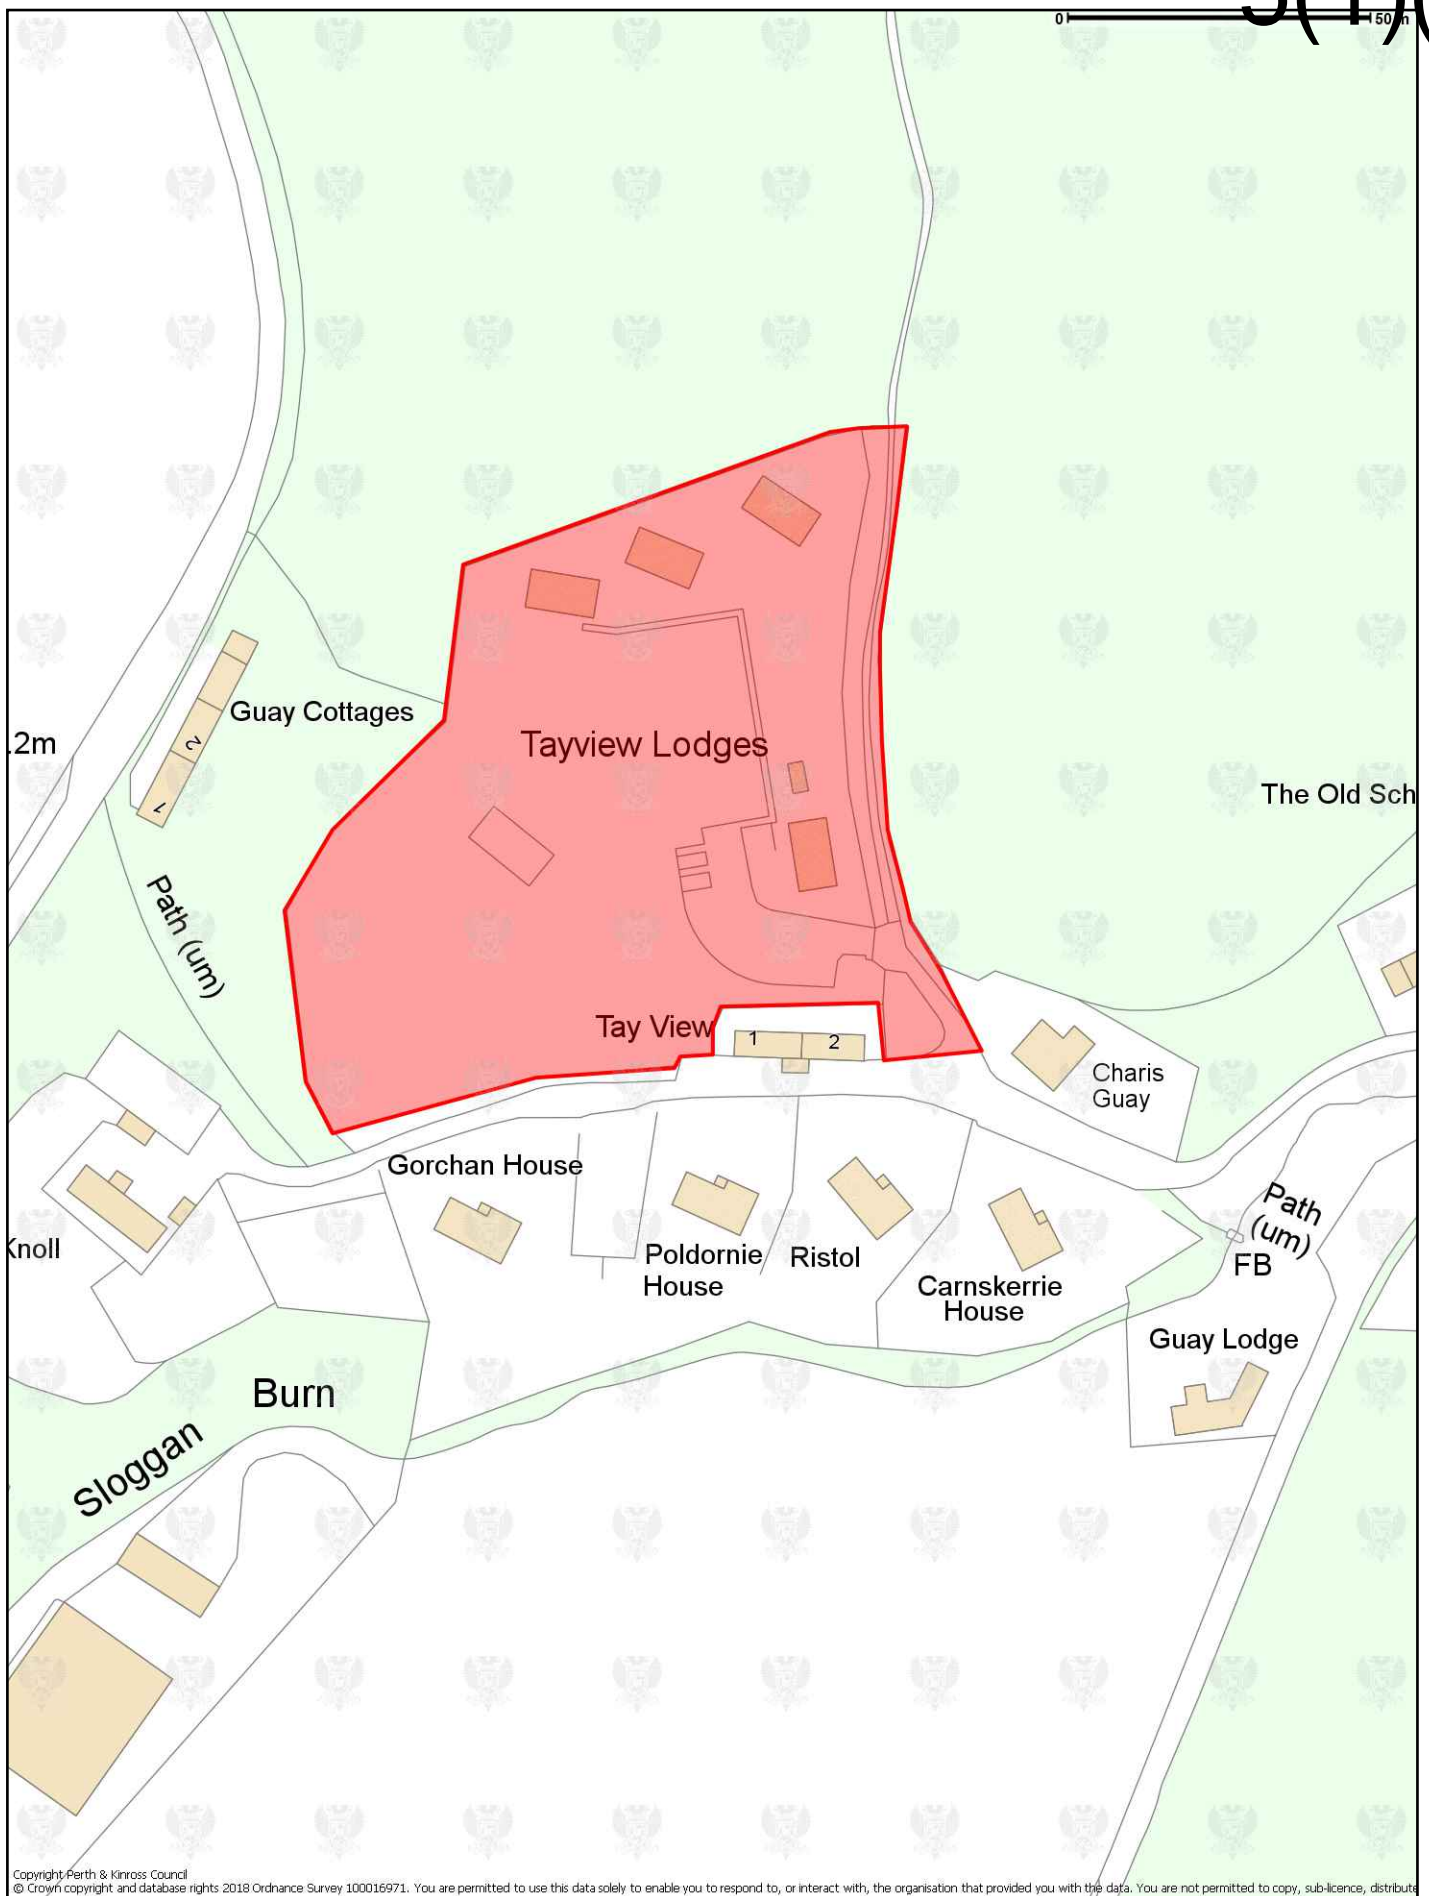 0
50 m
Guay Cottages
2
1
.2m
Tayview Lodges
The Old Sch
Path (um)
Tay View
1
2
Charis
Guay
Gorchan House
Knoll
Poldornie
House
Ristol
Carnskerrie
House
Path
(um)
FB
Guay Lodge
Sloggan
Burn
Copyright Perth & Kinross Council
© Crown copyright and database rights 2018 Ordnance Survey 100016971. You are permitted to use this data solely to enable you to respond to, or interact with, the organisation that provided you with the data. You are not permitted to copy, sub-licence, distribute